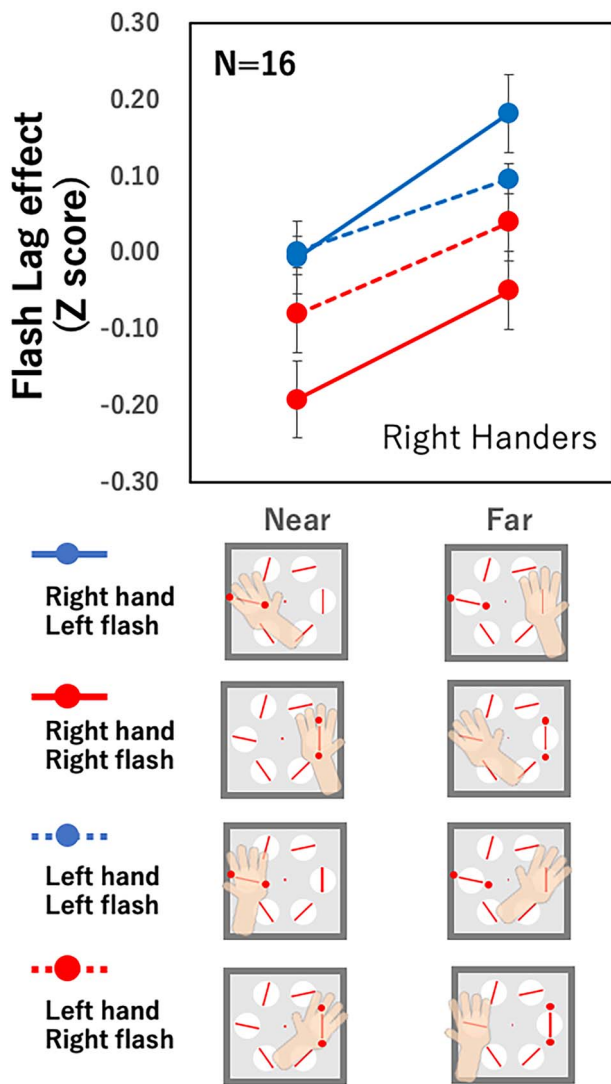 0.30
N=16
0.20
0.10
0.00
-0.10
-0.20
-0.30
Flash Lag effect
(Z score)
Right Handers
Near
Far
Right hand
Left flash
Right hand
Right flash
Left hand
Left flash
Left hand
Right flash